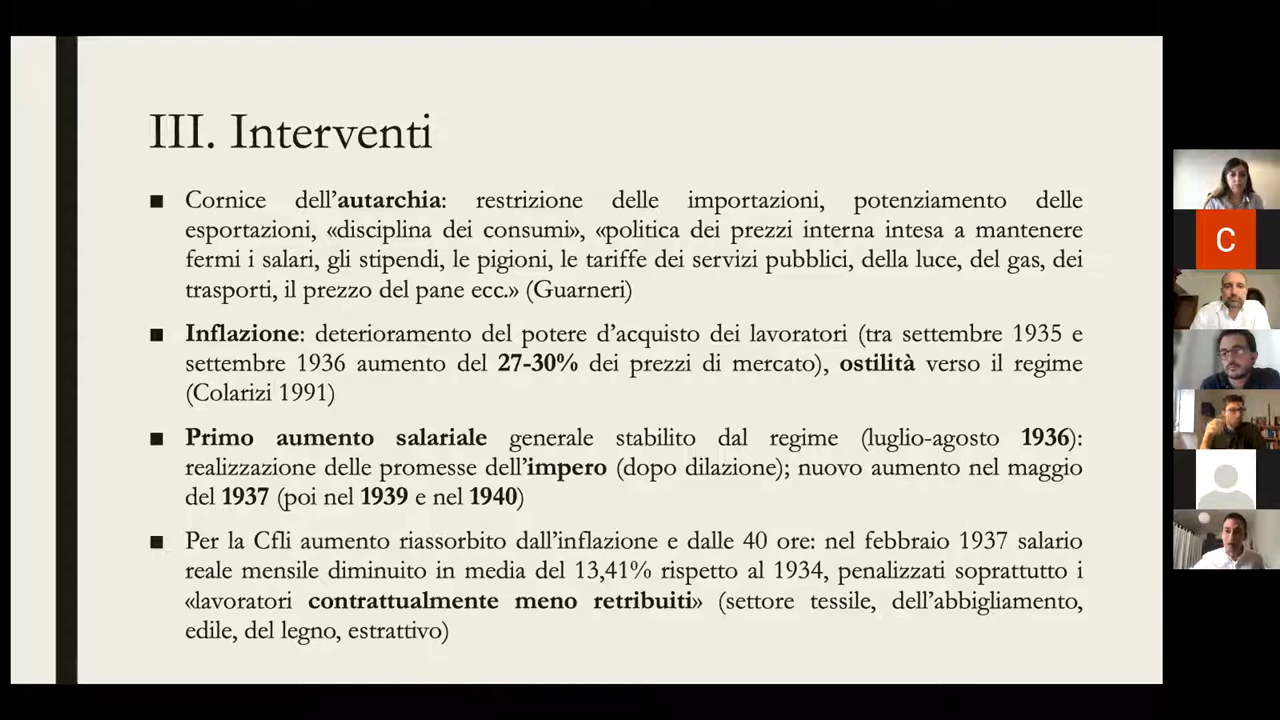 III. Interventi
■ Cornice dell’autarchia: restrizione delle importazioni, potenziamento delle
esportazioni, «disciplina dei consumi», «politica dei prezzi interna intesa a mantenere
fermi i salari, gli stipendi, le pigioni, le tariffe dei servizi pubblici, della luce, del gas, dei
trasporti, il prezzo del pane ecc.» (Guarneri)
■ Inflazione: deterioramento del potere d’acquisto dei lavoratori (tra settembre 1935 e
settembre 1936 aumento del 27-30% dei prezzi di mercato), ostilità verso il regime
(Colarizi 1991)
■ Primo aumento salariale generale stabilito dal regime (luglio-agosto 1936):
realizzazione delle promesse dell’impero (dopo dilazione); nuovo aumento nel maggio
del 1937 (poi nel 1939 e nel 1940)
■ Per la Cfli aumento riassorbito dall’inflazione e dalle 40 ore: nel febbraio 1937 salario
reale mensile diminuito in media del 13,41% rispetto al 1934, penalizzati soprattutto i
«lavoratori contrattualmente meno retribuiti» (settore tessile, dell’abbigliamento,
edile, del legno, estrattivo)
C